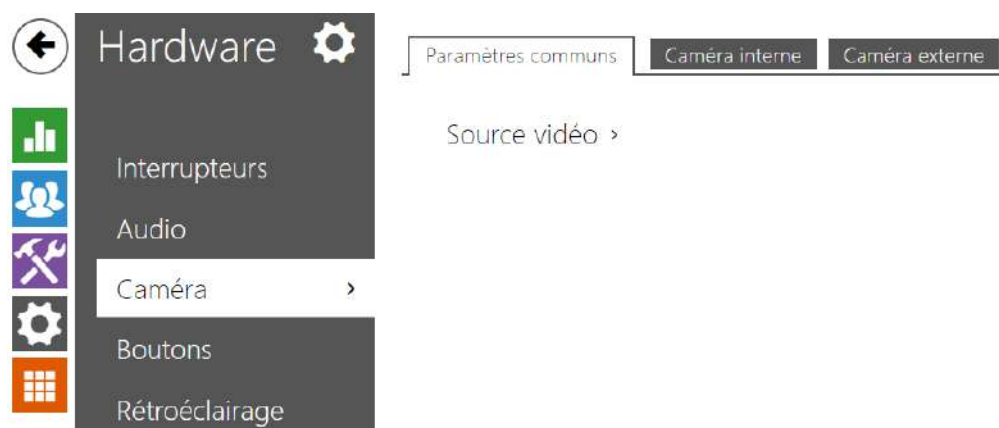 Hardware
Paramètres communs
Caméra interne
Caméra externe
Source vidéo ›
Interrupteurs
Audio
Caméra ›
Boutons
Rétroéclairage